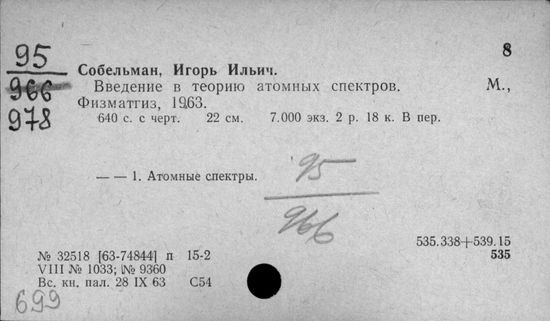 95
8
966
978
Собельман, Игорь Ильич.
Введение в теорию атомных спектров. М.,
Физматгиз, 1963.
640 с. с черт. 22 см. 7.000 экз. 2 р. 18 к. В пер.
— — 1. Атомные спектры.
95
966
535.338+539.15
№ 32518 [63-74844] п 15-2
535
VIII № 1033; № 9360
Вс. кн. пал. 28 IX 63 С54
699